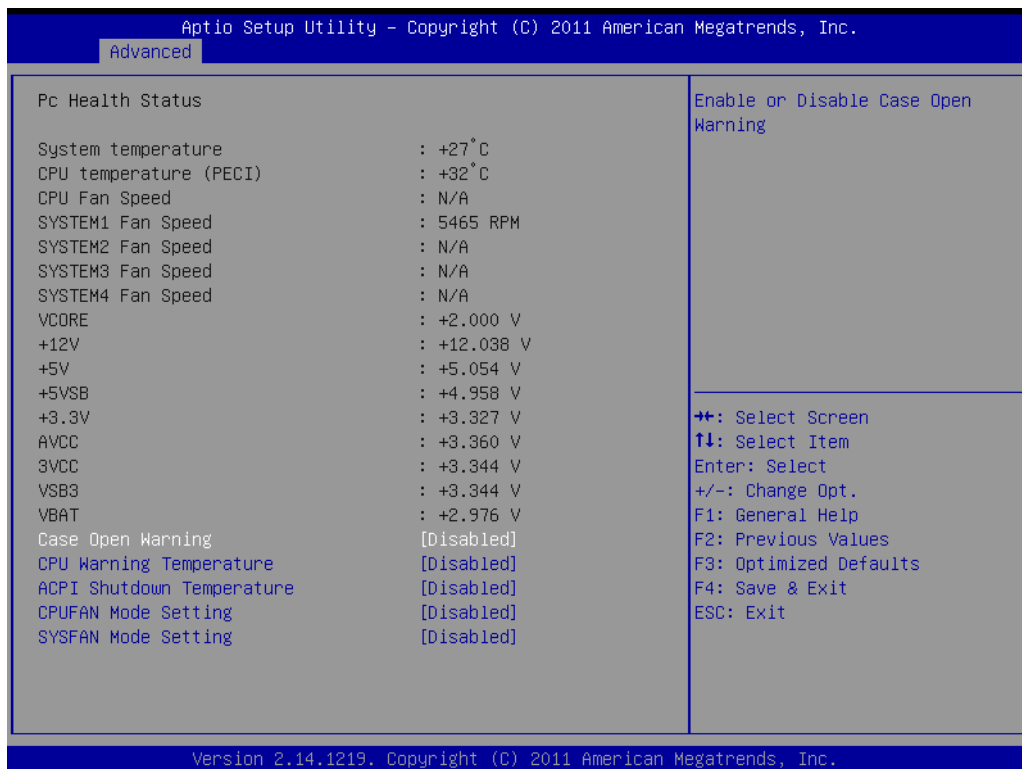 Aptio Setup Utility – Copyright (C) 2011 American Megatrends, Inc.
Advanced
Pc Health Status
System temperature : +27°C
CPU temperature (PECI) : +32°C
CPU Fan Speed : N/A
SYSTEM1 Fan Speed : 5465 RPM
SYSTEM2 Fan Speed : N/A
SYSTEM3 Fan Speed : N/A
SYSTEM4 Fan Speed : N/A
VCORE : +2.000 V
+12V : +12.038 V
+5V : +5.054 V
+5VSB : +4.958 V
+3.3V : +3.327 V
AVCC : +3.360 V
3VCC : +3.344 V
VSB3 : +3.344 V
VBAT : +2.976 V
Case Open Warning [Disabled]
CPU Warning Temperature [Disabled]
ACPI Shutdown Temperature [Disabled]
CPUFAN Mode Setting [Disabled]
SYSFAN Mode Setting [Disabled]
Enable or Disable Case Open
Warning
→←: Select Screen
↑↓: Select Item
Enter: Select
+/-: Change Opt.
F1: General Help
F2: Previous Values
F3: Optimized Defaults
F4: Save & Exit
ESC: Exit
Version 2.14.1219. Copyright (C) 2011 American Megatrends, Inc.